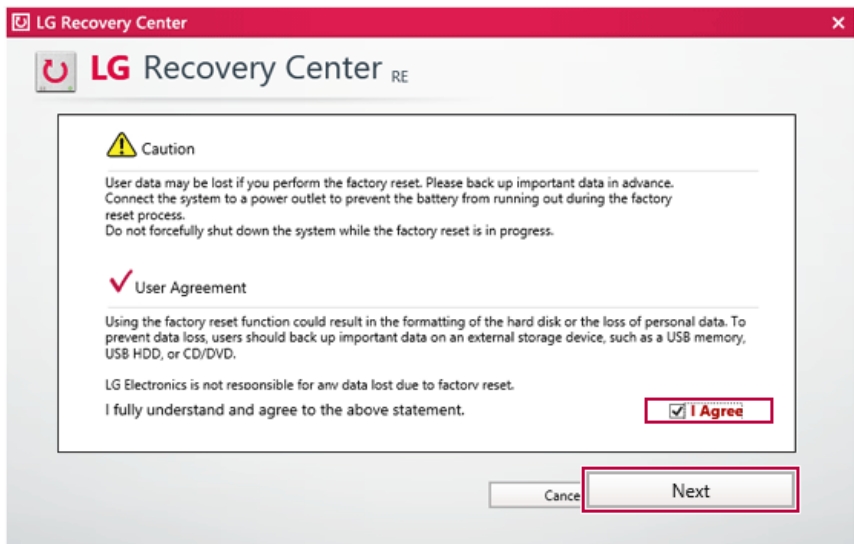 LG Recovery Center
LG Recovery Center RE
Caution
User data may be lost if you perform the factory reset. Please back up important data in advance.
Connect the system to a power outlet to prevent the battery from running out during the factory
reset process.
Do not forcefully shut down the system while the factory reset is in progress.
User Agreement
Using the factory reset function could result in the formatting of the hard disk or the loss of personal data. To
prevent data loss, users should back up important data on an external storage device, such as a USB memory,
USB HDD, or CD/DVD.
LG Electronics is not responsible for any data lost due to factory reset.
I fully understand and agree to the above statement.
I Agree
Cance
Next